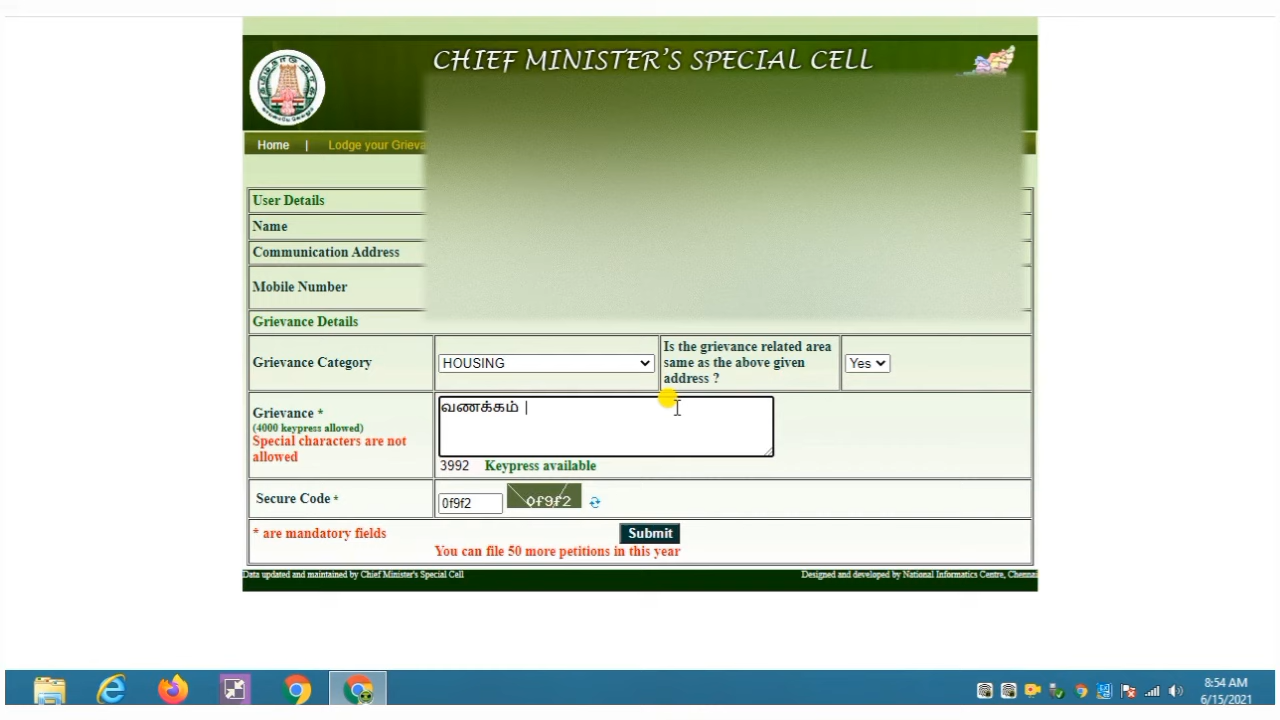 CHIEF MINISTER'S SPECIAL CELL
Home | Lodge your Grieva
User Details
Name
Communication Address
Mobile Number
Grievance Details
Grievance Category HOUSING Is the grievance related area same as the above given address ? Yes
Grievance *
(4000 keypress allowed)
Special characters are not allowed
வணக்கம்
3992 Keypress available
Secure Code * 0f9f2 0f9f2
* are mandatory fields Submit
You can file 50 more petitions in this year
Data updated and maintained by Chief Minister's Special Cell Designed and developed by National Informatics Centre, Chennai
8:54 AM
6/15/2021